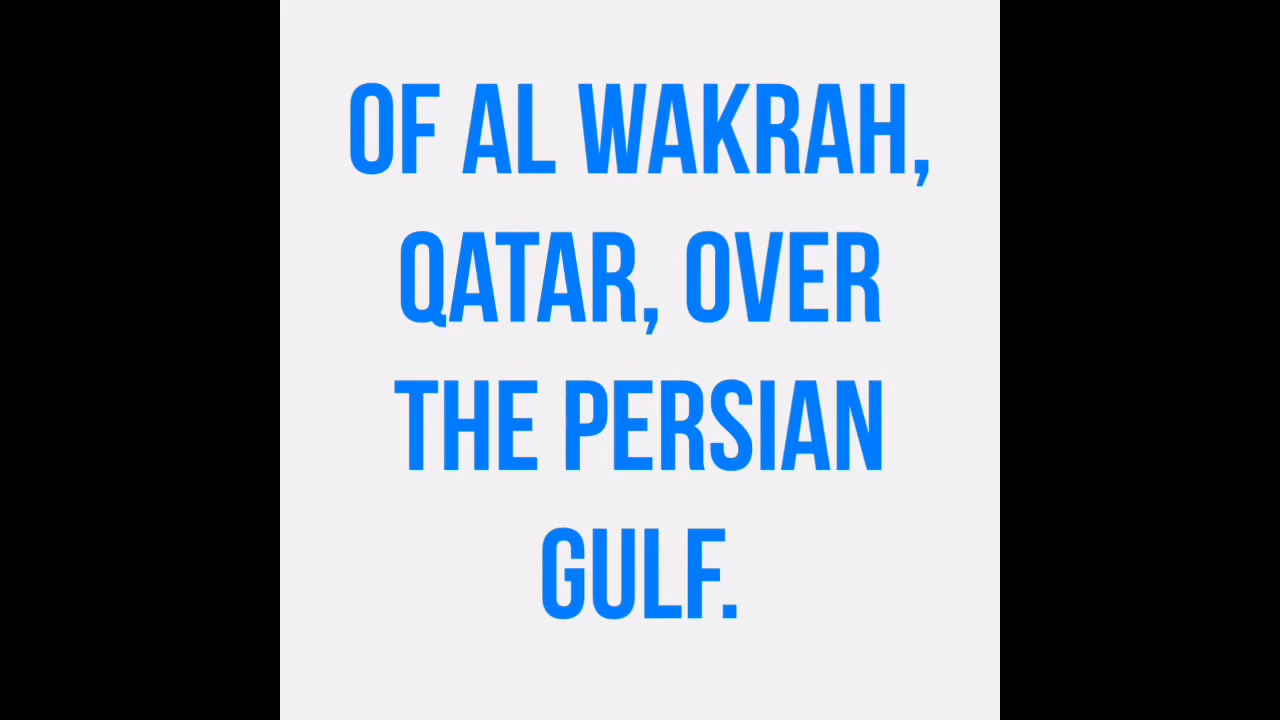 OF AL WAKRAH,
QATAR, OVER
THE PERSIAN
GULF.